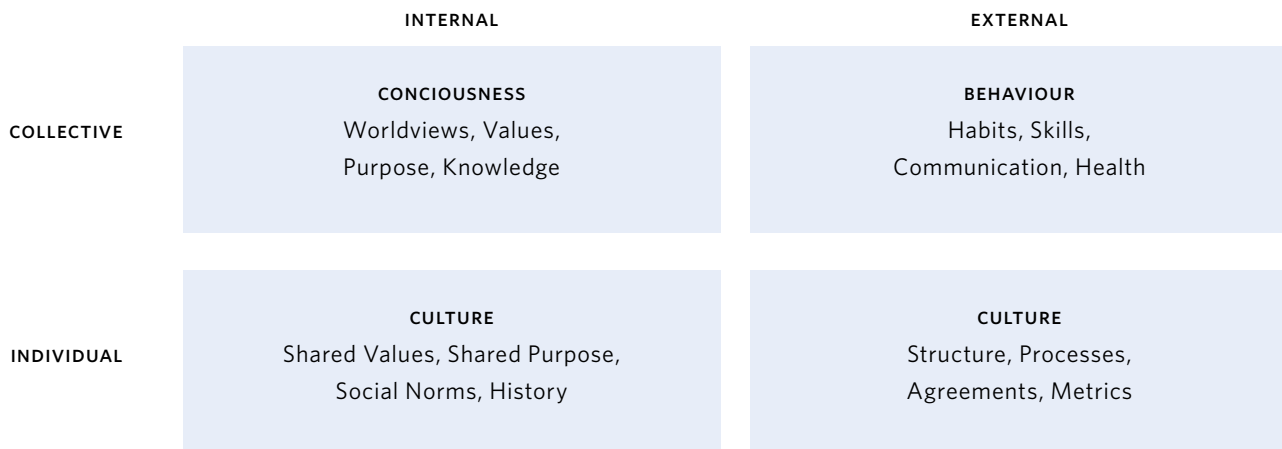 INTERNAL
EXTERNAL
COLLECTIVE
CONCIOUSNESS
Worldviews, Values,
Purpose, Knowledge
BEHAVIOUR
Habits, Skills,
Communication, Health
INDIVIDUAL
CULTURE
Shared Values, Shared Purpose,
Social Norms, History
CULTURE
Structure, Processes,
Agreements, Metrics